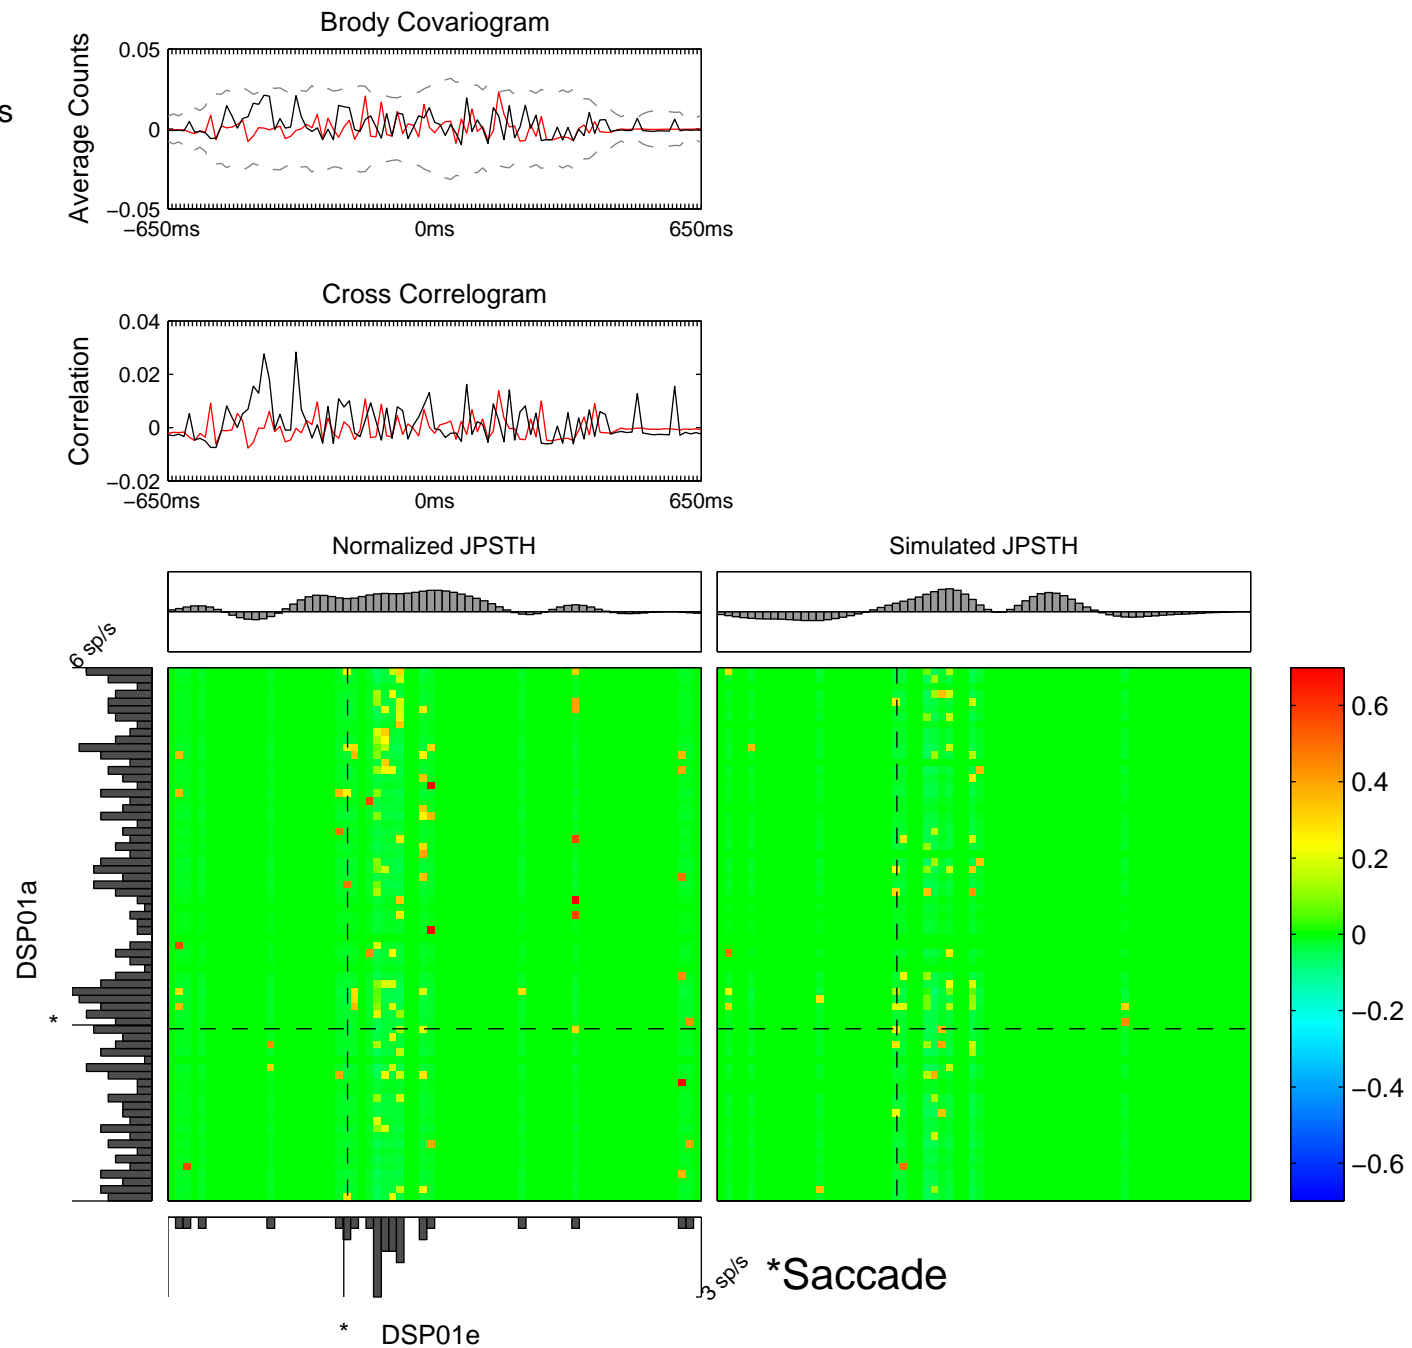 Brody Covariogram
s
Average Counts
0.05
0
−0.05
−650ms
0ms
650ms
Cross Correlogram
Correlation
0.04
0.02
0
−0.02
−650ms
0ms
650ms
Normalized JPSTH
Simulated JPSTH
6 sp/s
DSP01a
*
0.6
0.4
0.2
0
−0.2
−0.4
−0.6
3 sp/s
*Saccade
*
DSP01e